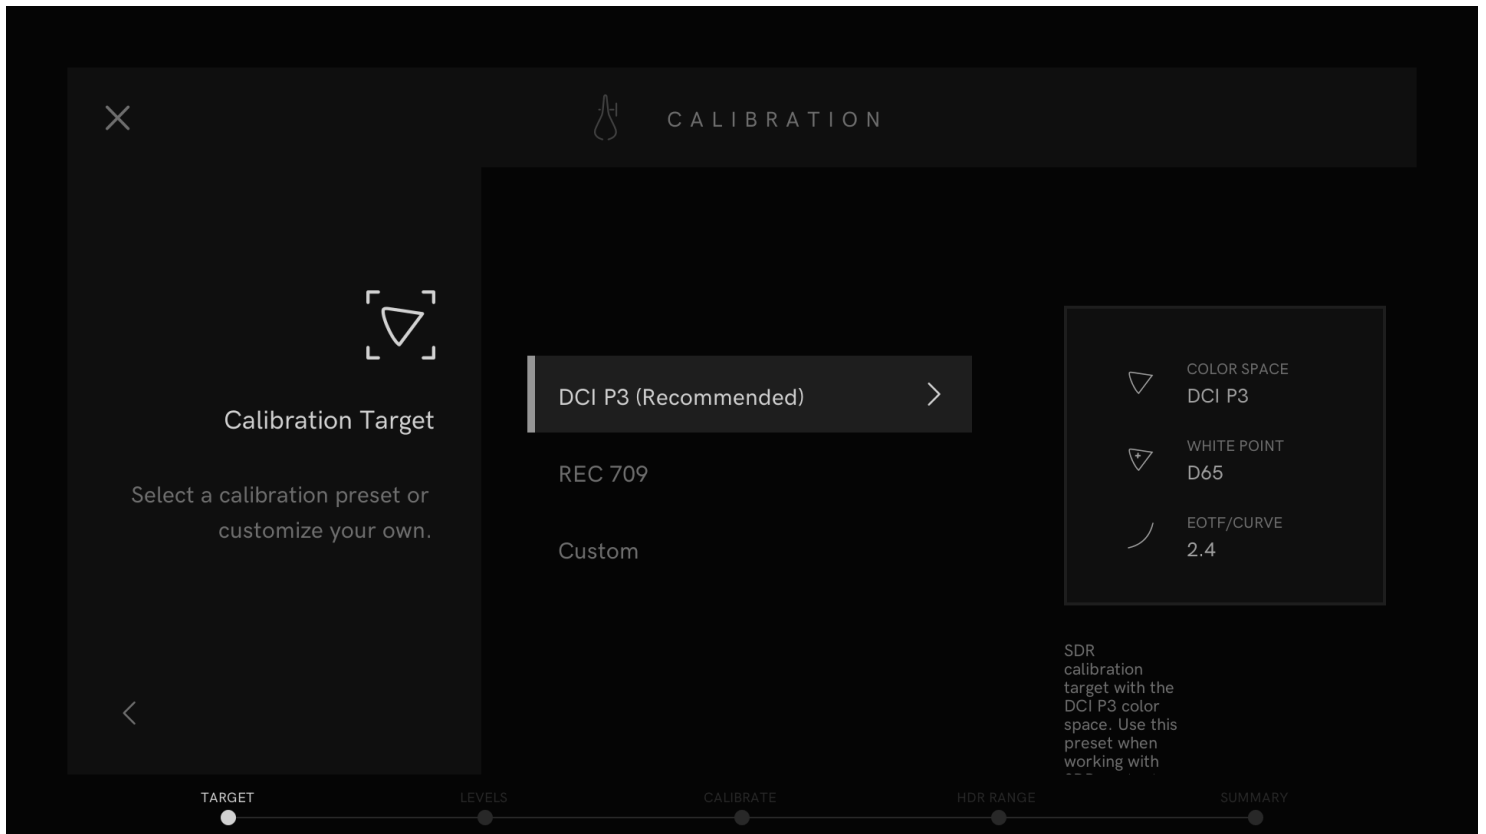 CALIBRATION
Calibration Target
Select a calibration preset or
customize your own.
DCI P3 (Recommended)
REC 709
Custom
COLOR SPACE
DCI P3
WHITE POINT
D65
EOTF/CURVE
2.4
SDR
calibration
target with the
DCI P3 color
space. Use this
preset when
working with
TARGET
LEVELS
CALIBRATE
HDR RANGE
SUMMARY